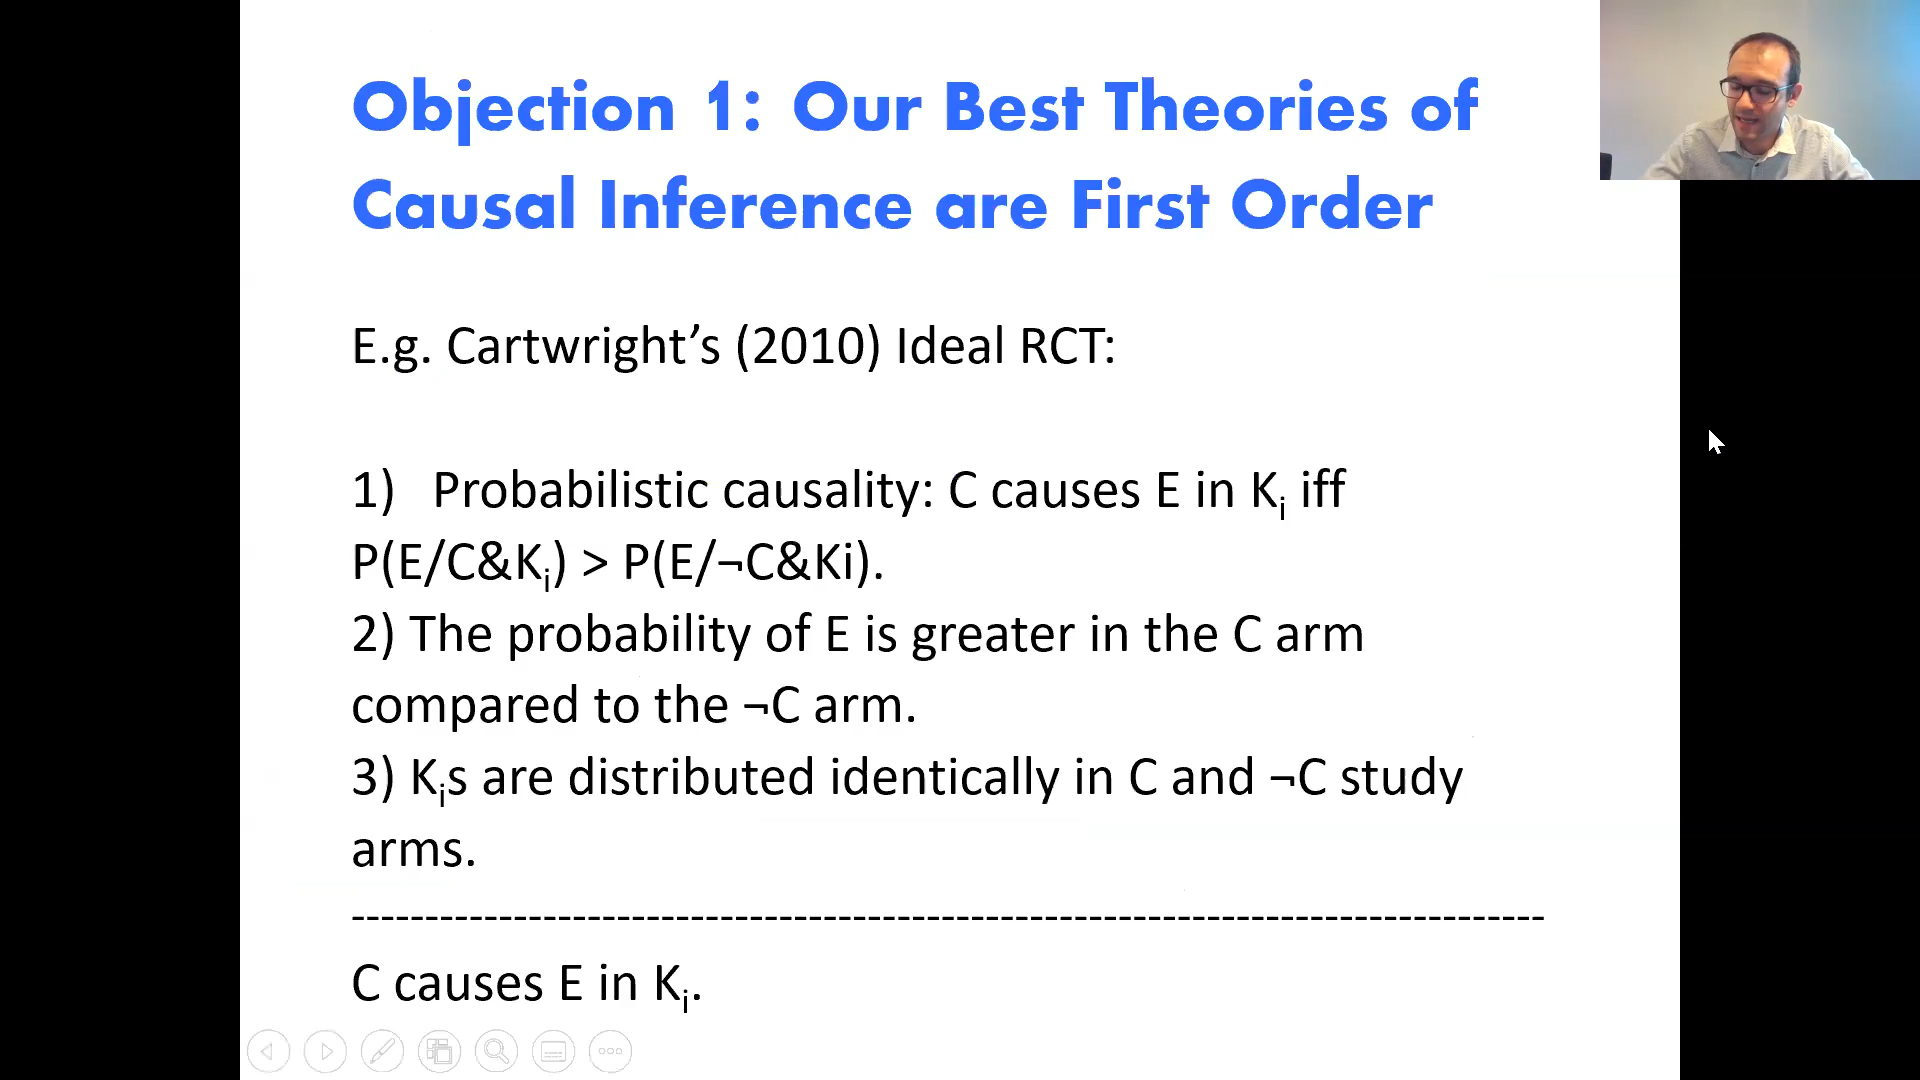 Objection 1: Our Best Theories of
Causal Inference are First Order
E.g. Cartwright’s (2010) Ideal RCT:
1) Probabilistic causality: C causes E in Kᵢ iff
P(E/C&Kᵢ) > P(E/¬C&Ki).
2) The probability of E is greater in the C arm
compared to the ¬C arm.
3) Kᵢs are distributed identically in C and ¬C study
arms.
---------------------------------------------------------------------------------
C causes E in Kᵢ.